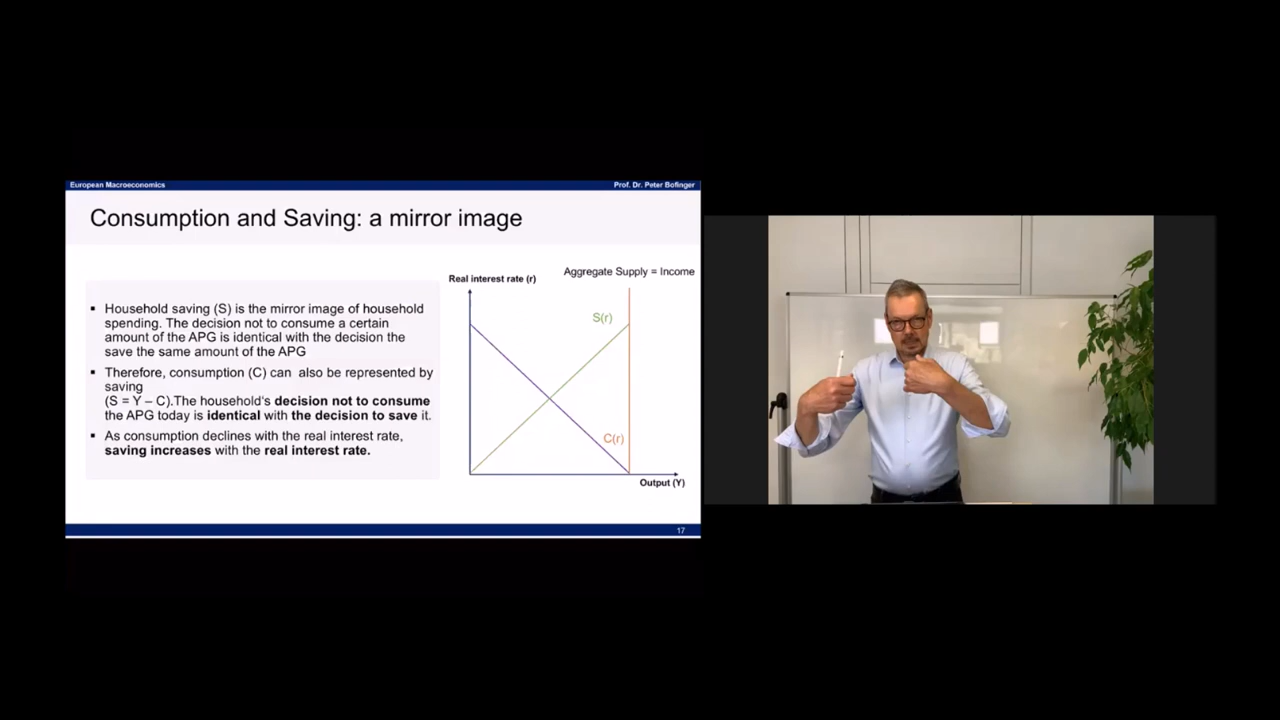 European Macroeconomics
Prof. Dr. Peter Bofinger
Consumption and Saving: a mirror image
▪ Household saving (S) is the mirror image of household
spending. The decision not to consume a certain
amount of the APG is identical with the decision the
save the same amount of the APG
▪ Therefore, consumption (C) can also be represented by
saving
(S = Y – C).The household's decision not to consume
the APG today is identical with the decision to save it.
▪ As consumption declines with the real interest rate,
saving increases with the real interest rate.
Aggregate Supply = Income
Real interest rate (r)
S(r)
C(r)
Output (Y)
17